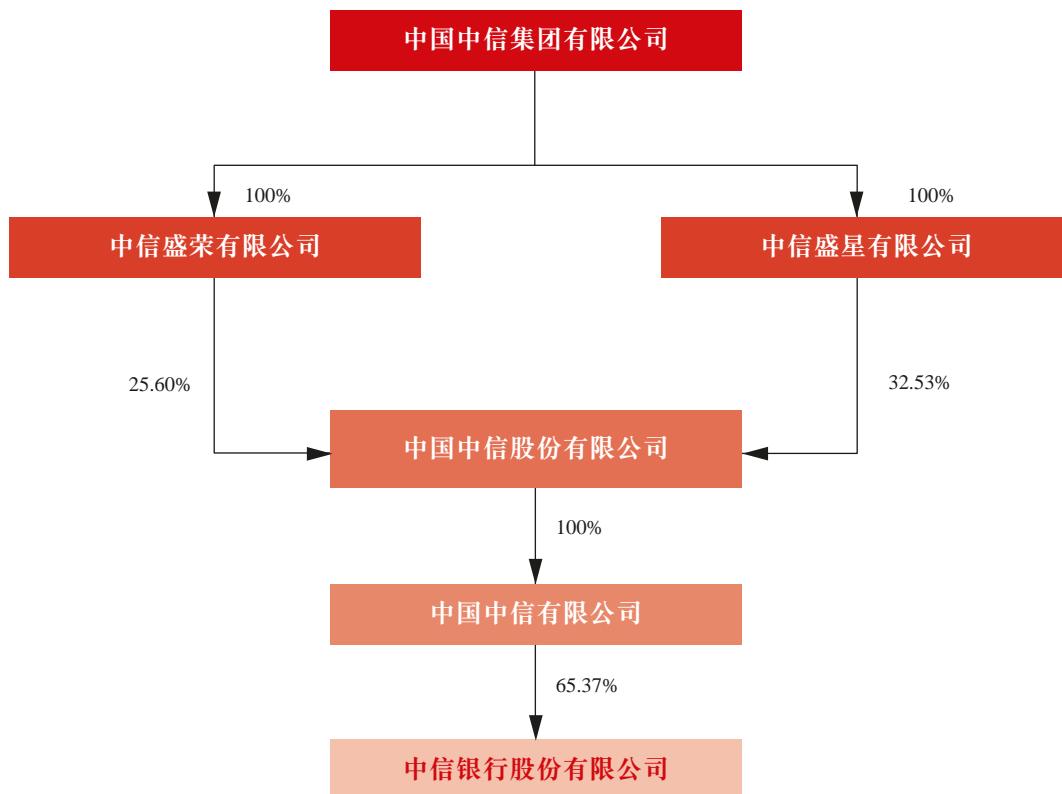 中国中信集团有限公司
100%
100%
中信盛荣有限公司
中信盛星有限公司
25.60%
32.53%
中国中信股份有限公司
100%
中国中信有限公司
65.37%
中信银行股份有限公司